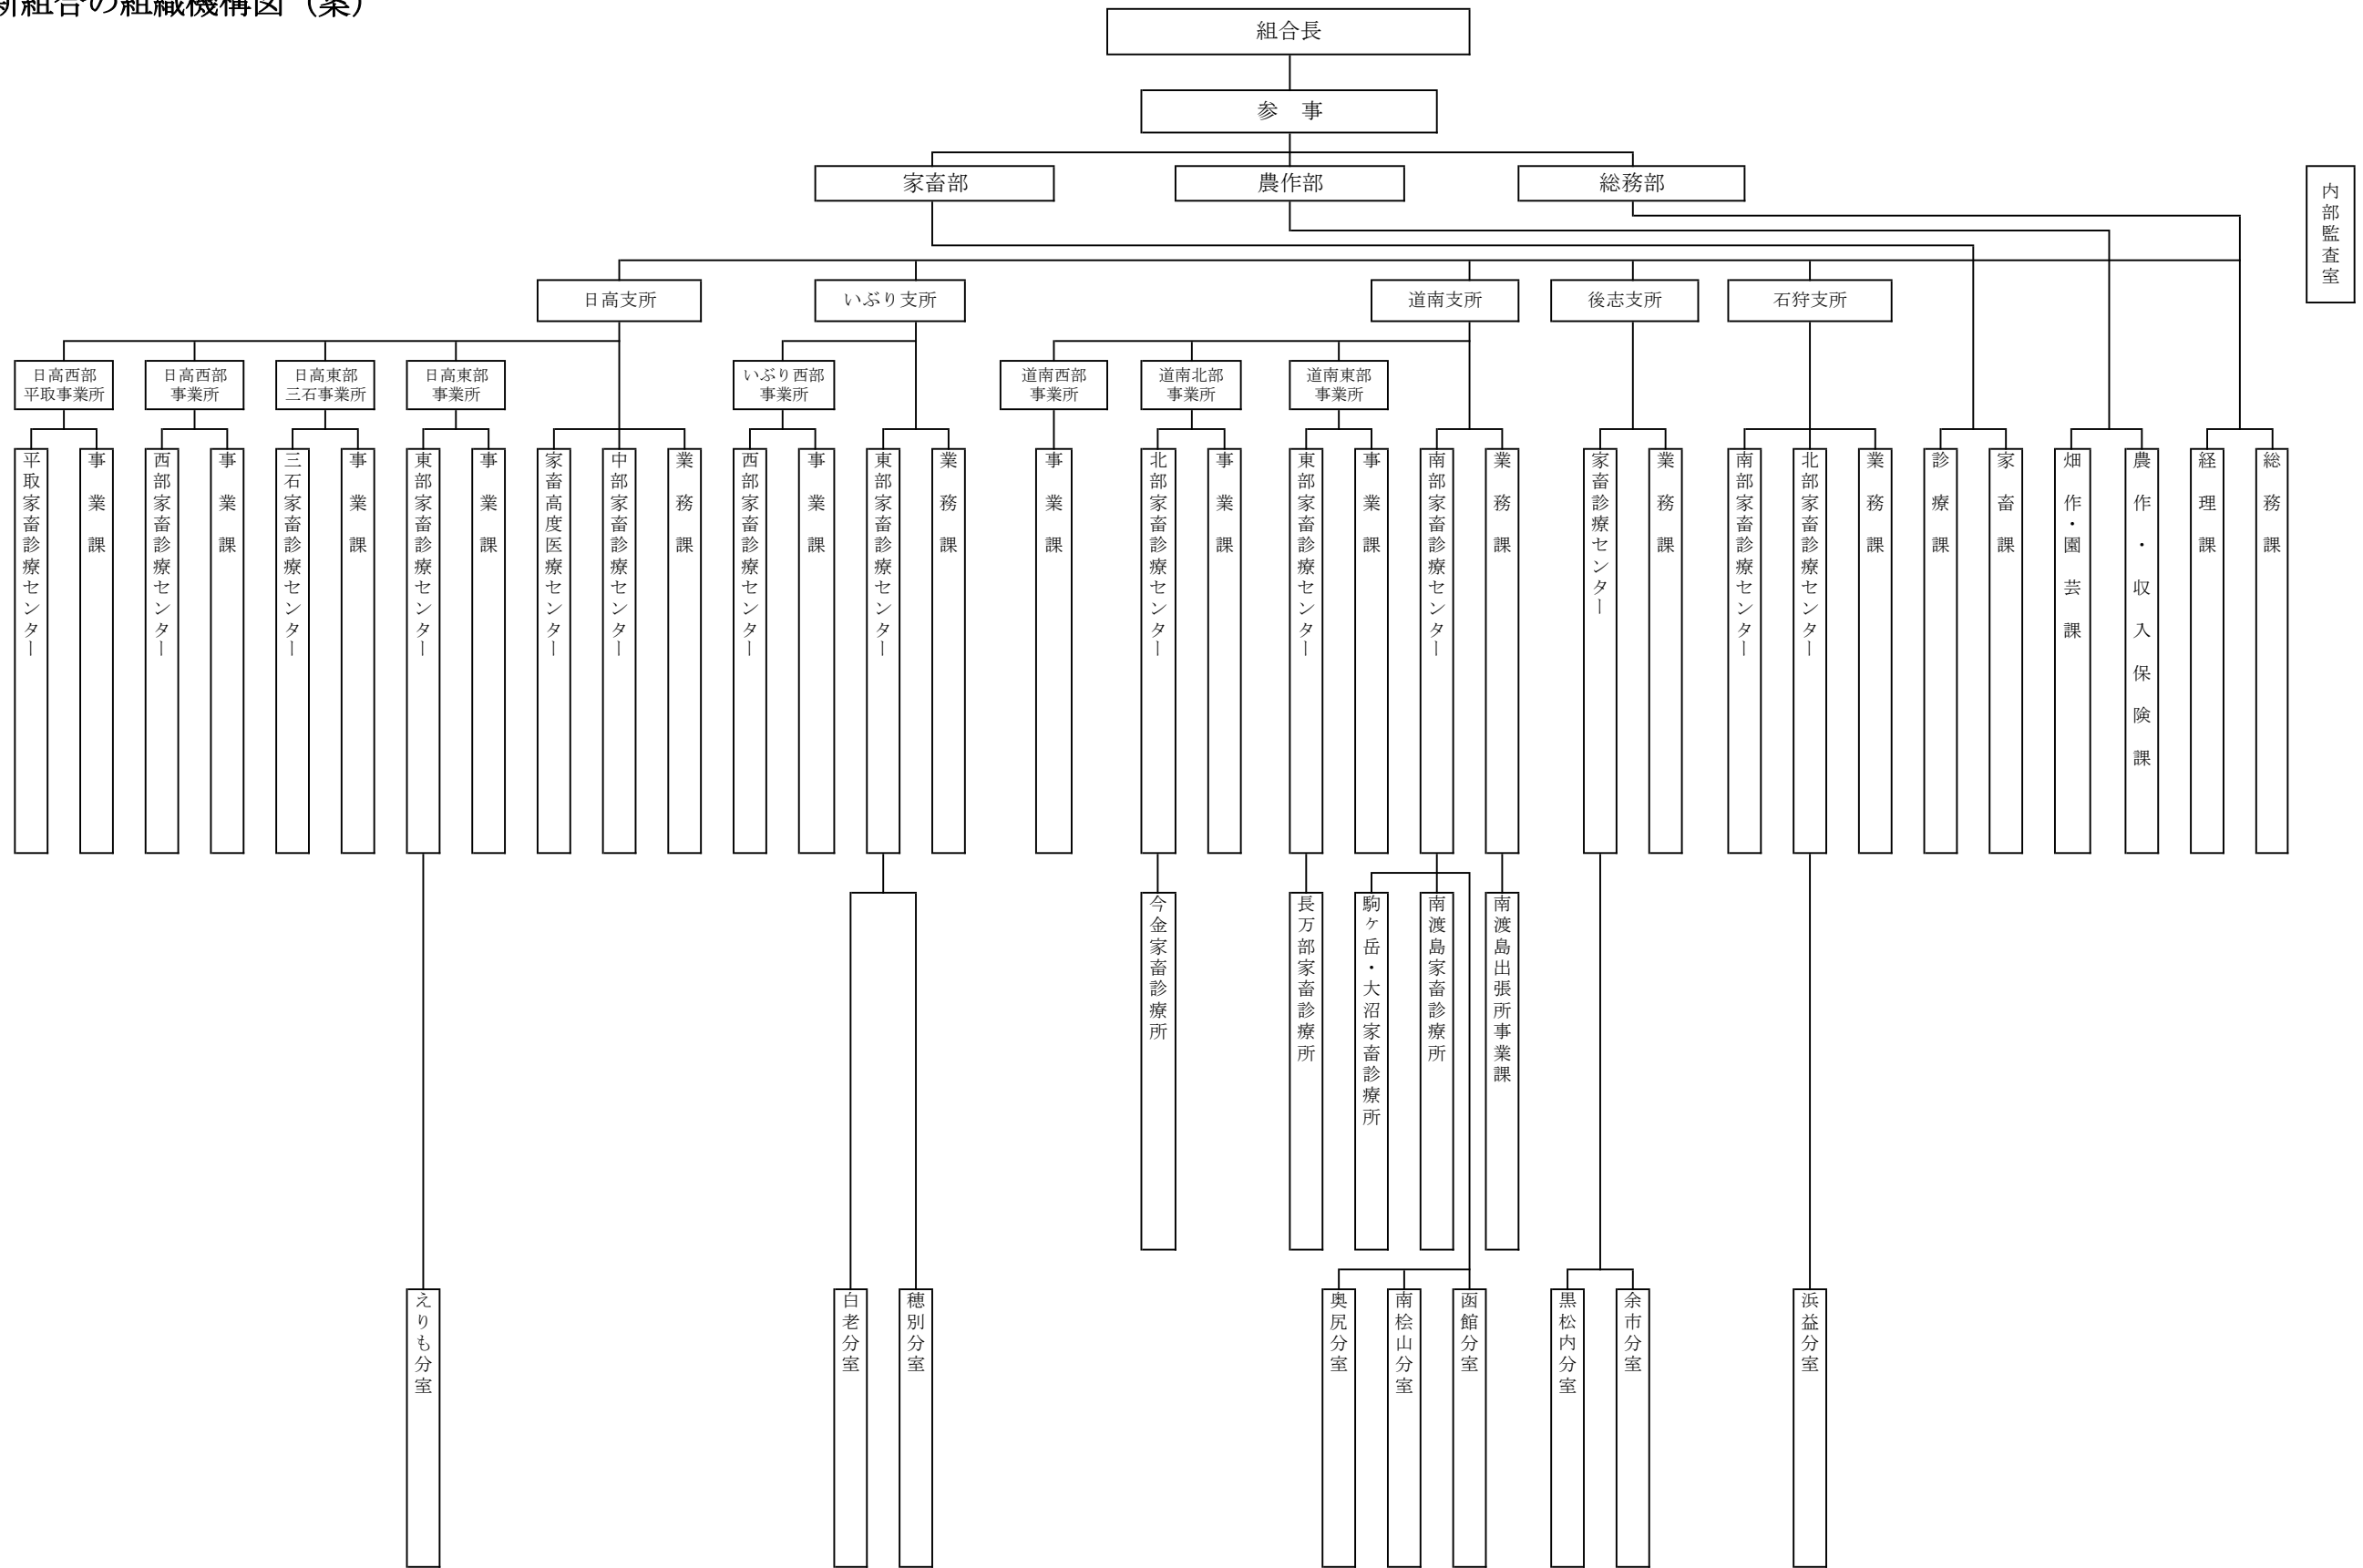 新組合の組織機構図（案）
組合長
参　事
家畜部
農作部
総務部
内部監査室
日高支所
いぶり支所
道南支所
後志支所
石狩支所
日高西部
平取事業所
日高西部
事業所
日高東部
三石事業所
日高東部
事業所
いぶり西部
事業所
道南西部
事業所
道南北部
事業所
道南東部
事業所
平取家畜診療センター
事業課
西部家畜診療センター
事業課
三石家畜診療センター
事業課
東部家畜診療センター
事業課
家畜高度医療センター
中部家畜診療センター
業務課
西部家畜診療センター
事業課
東部家畜診療センター
業務課
事業課
北部家畜診療センター
事業課
東部家畜診療センター
事業課
南部家畜診療センター
業務課
家畜診療センター
業務課
南部家畜診療センター
北部家畜診療センター
業務課
診療課
家畜課
畑作・園芸課
農作・収入保険課
経理課
総務課
今金家畜診療所
長万部家畜診療所
駒ケ岳・大沼家畜診療所
南渡島家畜診療所
南渡島出張所事業課
えりも分室
白老分室
穂別分室
奥尻分室
南桧山分室
函館分室
黒松内分室
余市分室
浜益分室